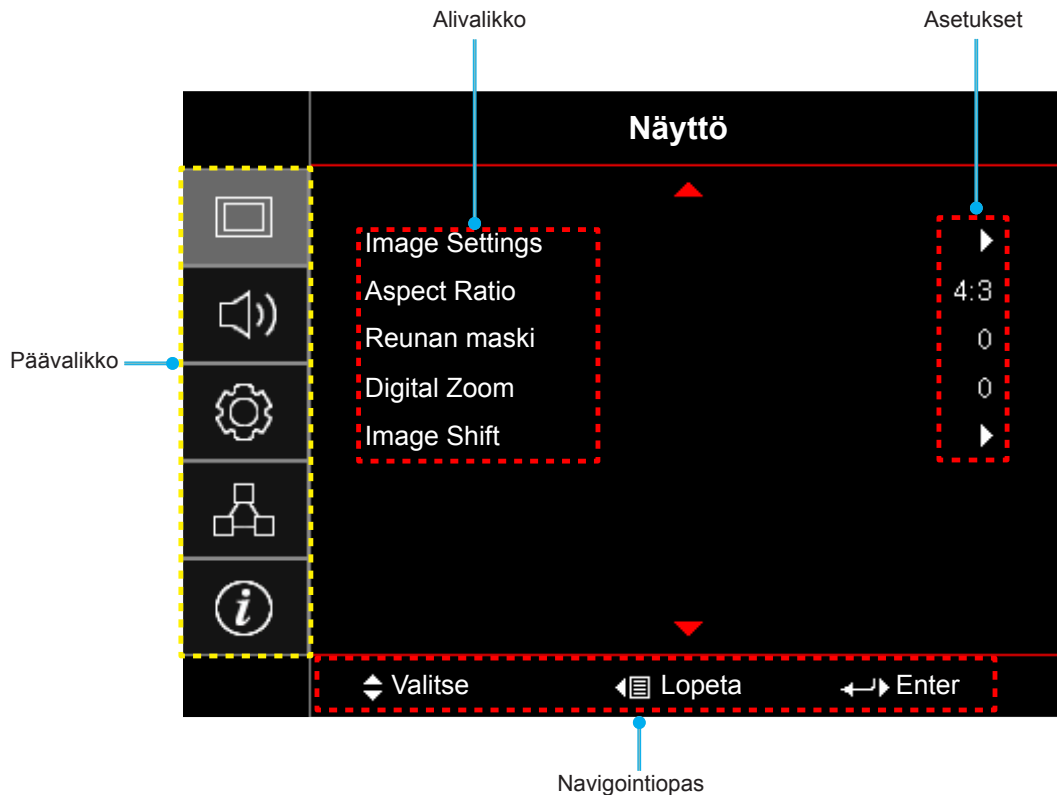 Alivalikko
Asetukset
Näyttö
Image Settings
Aspect Ratio 4:3
Reunan maski 0
Digital Zoom 0
Image Shift
Päävalikko
Valitse Lopeta Enter
Navigointiopas